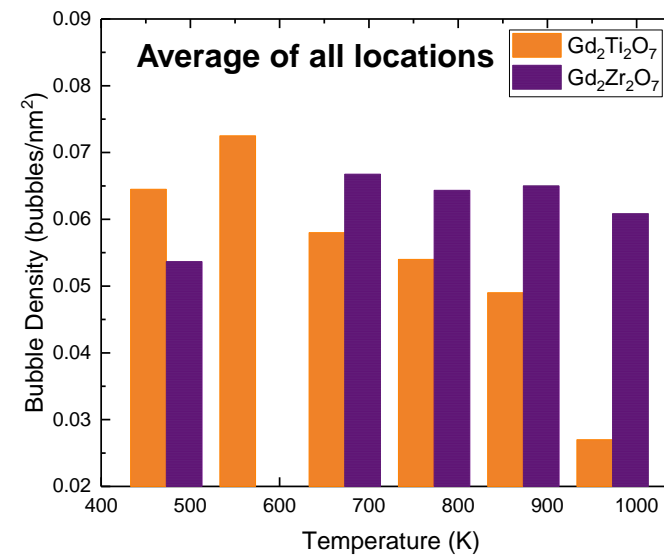 Average of all locations
Gd₂Ti₂O₇
Gd₂Zr₂O₇
Bubble Density (bubbles/nm²)
0.09
0.08
0.07
0.06
0.05
0.04
0.03
0.02
400 500 600 700 800 900 1000
Temperature (K)